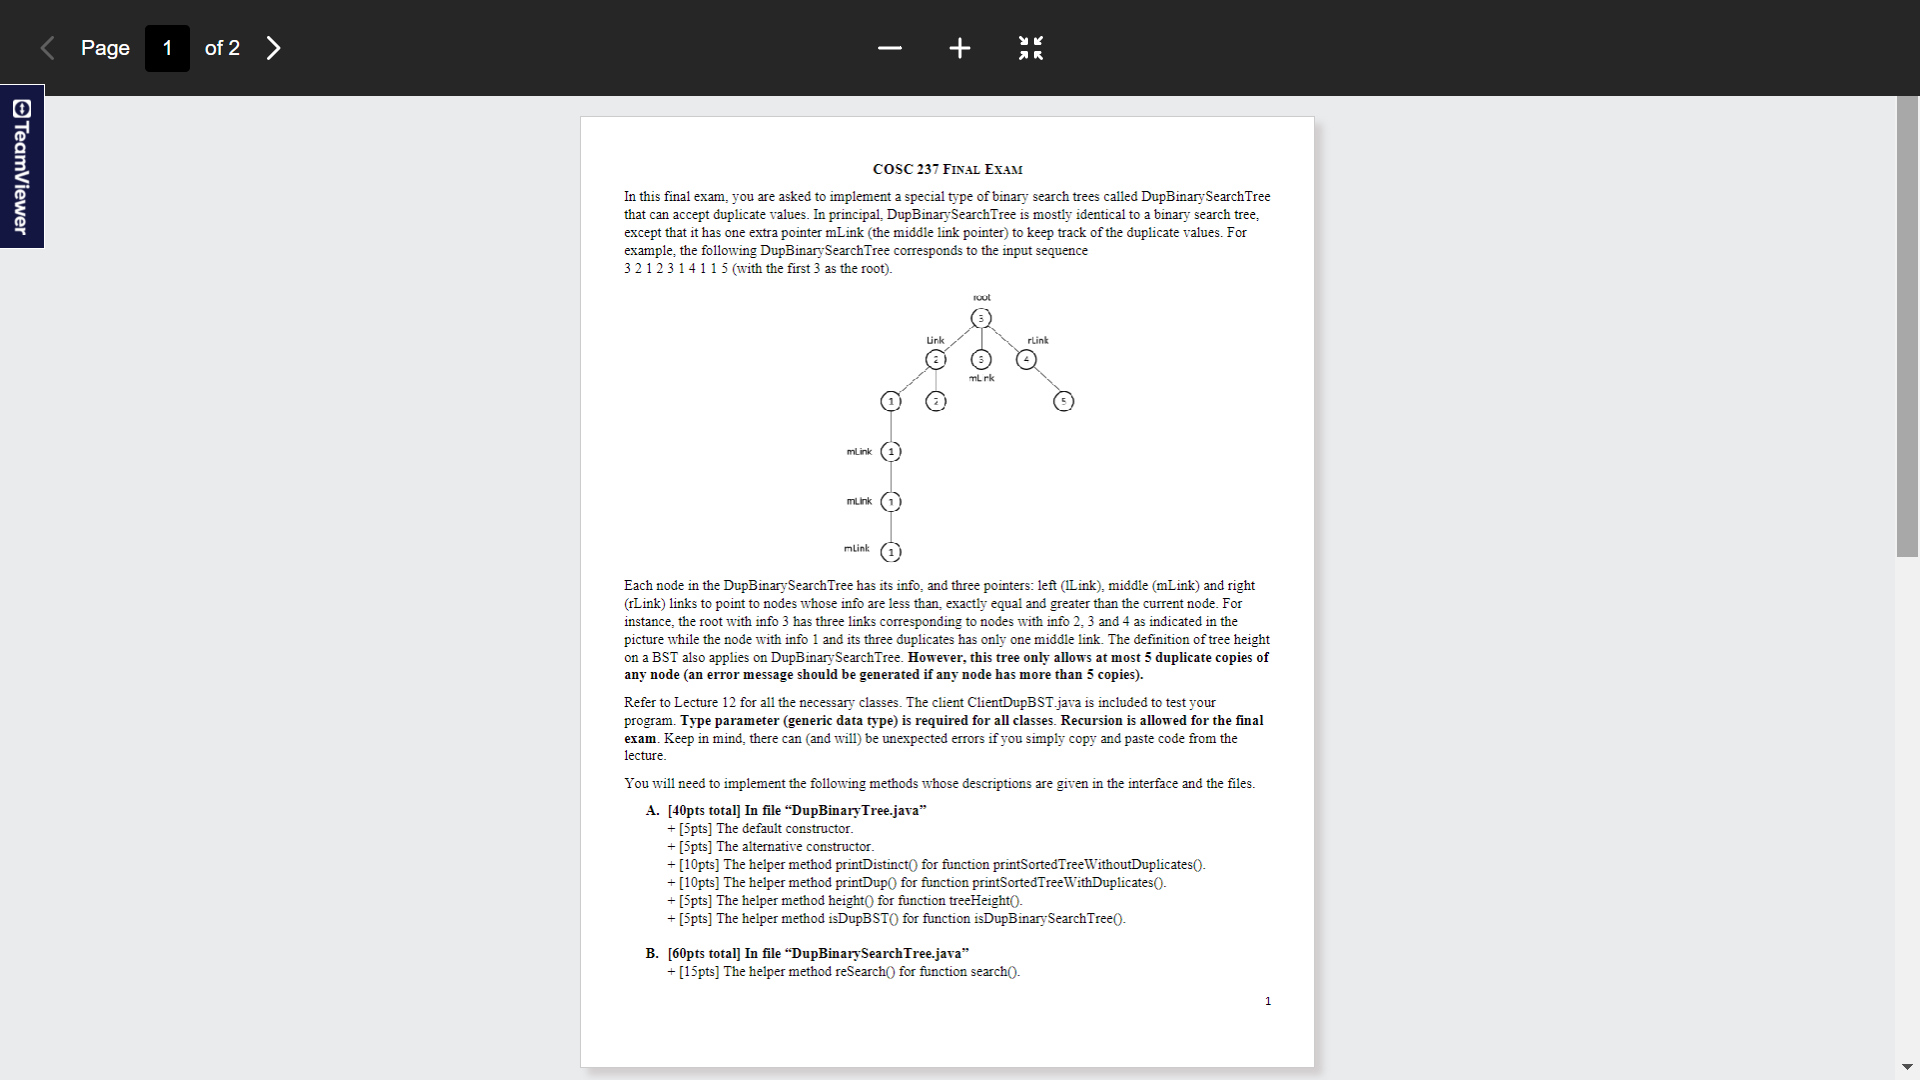 Page 1 of 2
TeamViewer
COSC 237 FINAL EXAM
In this final exam, you are asked to implement a special type of binary search trees called DupBinarySearchTree
that can accept duplicate values. In principal, DupBinarySearchTree is mostly identical to a binary search tree,
except that it has one extra pointer mLink (the middle link pointer) to keep track of the duplicate values. For
example, the following DupBinarySearchTree corresponds to the input sequence
3 2 1 2 3 1 4 1 1 5 (with the first 3 as the root).
root
3
Link
rLink
2
3
4
mL nk
1
2
5
mLink
1
mLink
1
mLink
1
Each node in the DupBinarySearchTree has its info, and three pointers: left (lLink), middle (mLink) and right
(rLink) links to point to nodes whose info are less than, exactly equal and greater than the current node. For
instance, the root with info 3 has three links corresponding to nodes with info 2, 3 and 4 as indicated in the
picture while the node with info 1 and its three duplicates has only one middle link. The definition of tree height
on a BST also applies on DupBinarySearchTree. However, this tree only allows at most 5 duplicate copies of
any node (an error message should be generated if any node has more than 5 copies).
Refer to Lecture 12 for all the necessary classes. The client ClientDupBST.java is included to test your
program. Type parameter (generic data type) is required for all classes. Recursion is allowed for the final
exam. Keep in mind, there can (and will) be unexpected errors if you simply copy and paste code from the
lecture.
You will need to implement the following methods whose descriptions are given in the interface and the files.
A. [40pts total] In file “DupBinaryTree.java”
+ [5pts] The default constructor.
+ [5pts] The alternative constructor.
+ [10pts] The helper method printDistinct() for function printSortedTreeWithoutDuplicates().
+ [10pts] The helper method printDup() for function printSortedTreeWithDuplicates().
+ [5pts] The helper method height() for function treeHeight().
+ [5pts] The helper method isDupBST() for function isDupBinarySearchTree().
B. [60pts total] In file “DupBinarySearchTree.java”
+ [15pts] The helper method reSearch() for function search().
1